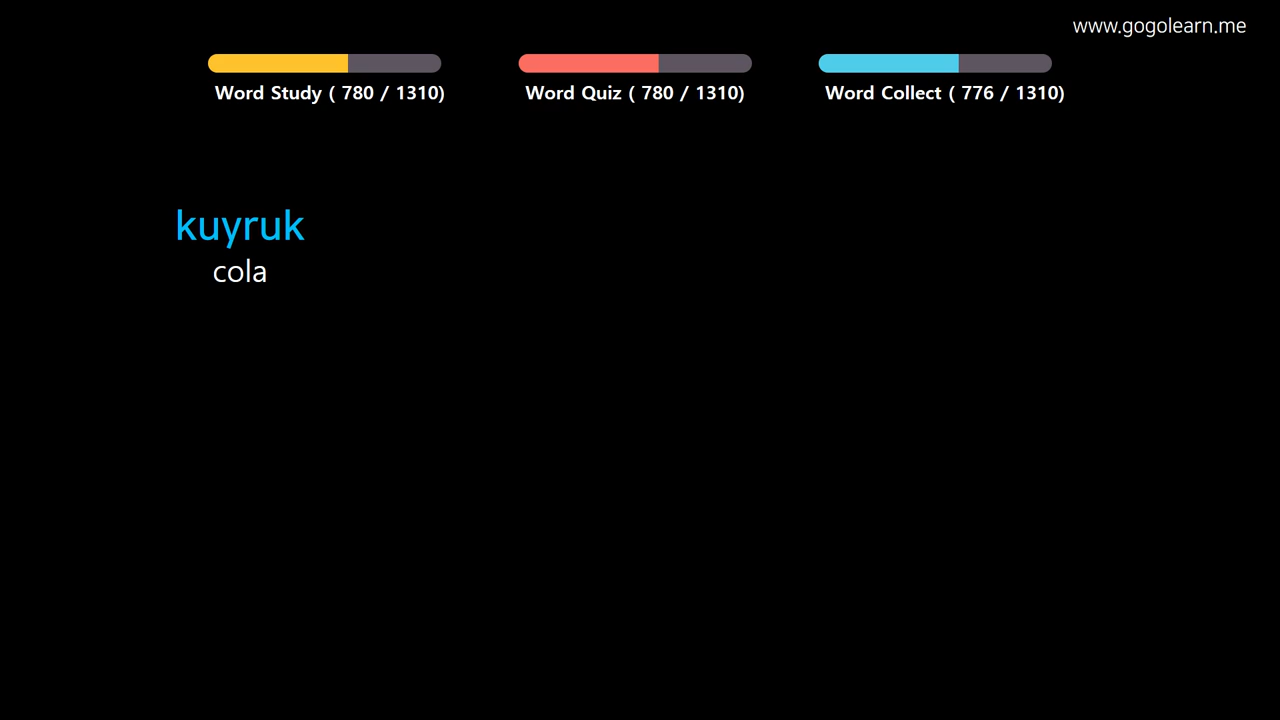 www.gogolearn.me
Word Study ( 780 / 1310)
Word Quiz ( 780 / 1310)
Word Collect ( 776 / 1310)
kuyruk
cola